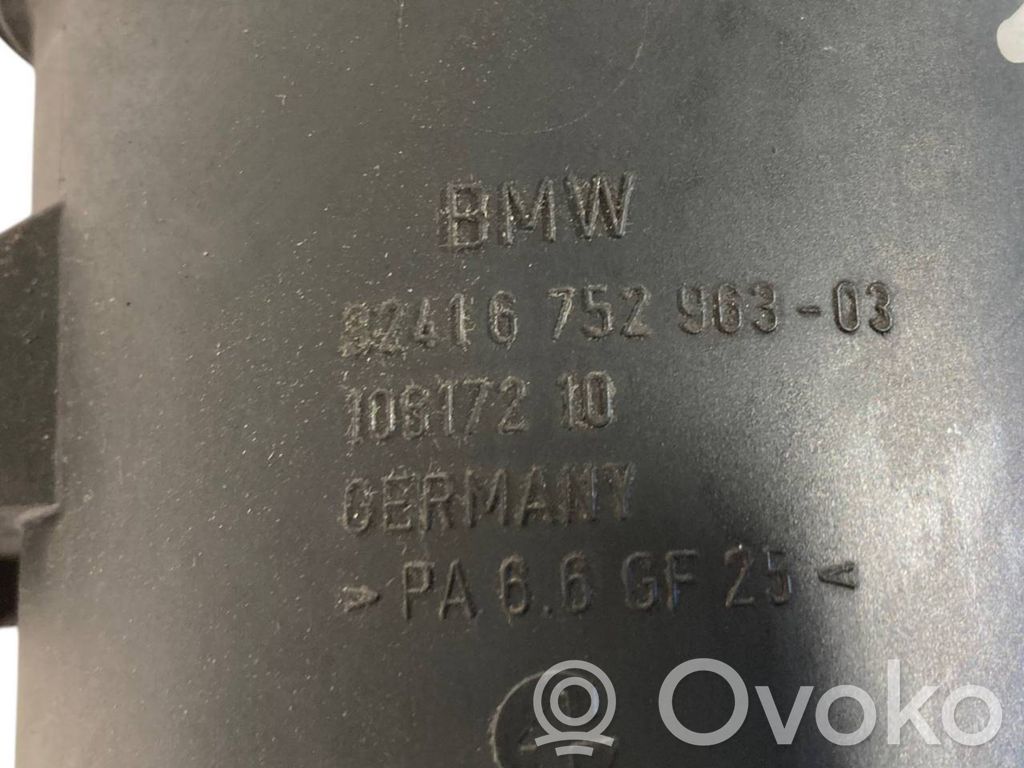 BMW
82416 752 963-03
106172 10
GERMANY
> PA 6.6 GF 25 <
Ovoko